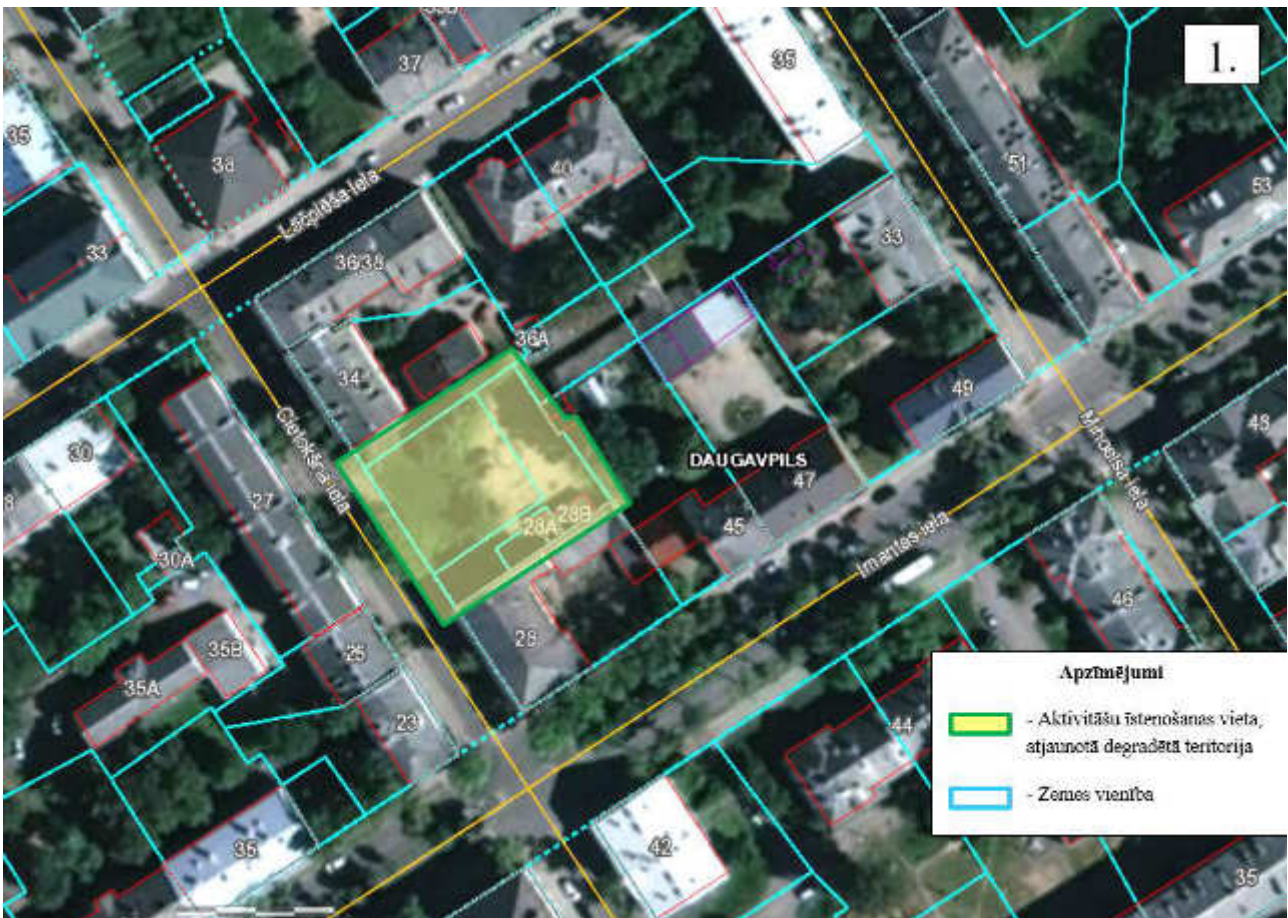 1.
35
37
38
35
40
51
53
Lāčplēša iela
33
33
36/38
36A
34
49
Cietokšņa iela
DAUGAVPILS
Mihoelsa iela
48
30
27
47
28B
28A
45
Imantas iela
30A
46
28
35B
25
35A
23
44
42
35
35
Apzīmējumi
- Aktivitāšu īstenošanas vieta,
atjaunotā degradētā teritorija
- Zemes vienība